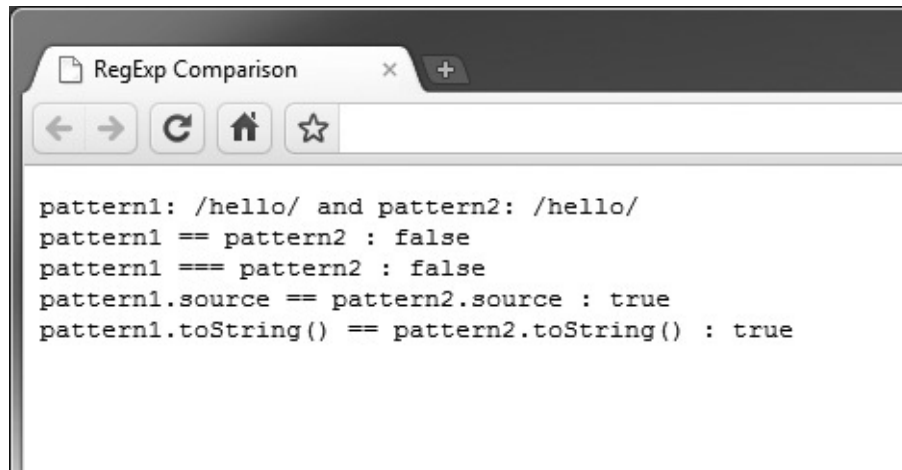 RegExp Comparison
pattern1: /hello/ and pattern2: /hello/
pattern1 == pattern2 : false
pattern1 === pattern2 : false
pattern1.source == pattern2.source : true
pattern1.toString() == pattern2.toString() : true